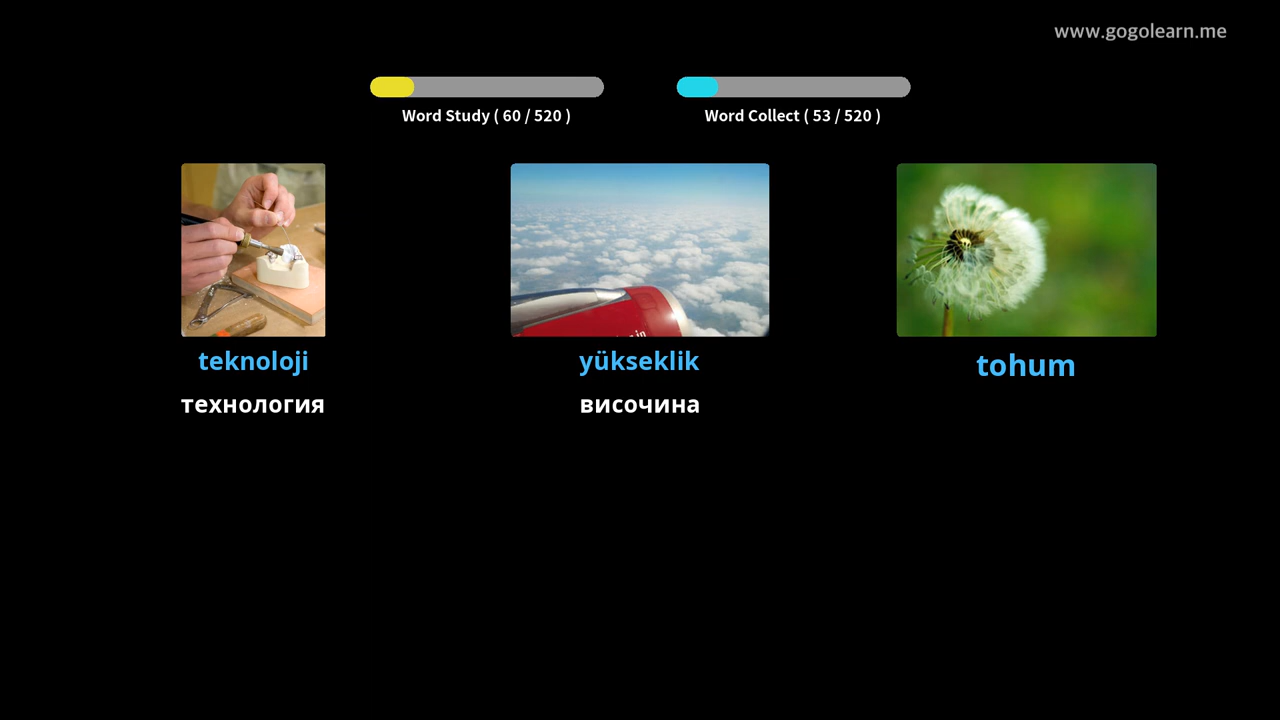 www.gogolearn.me
Word Study ( 60 / 520 )
Word Collect ( 53 / 520 )
teknoloji
yükseklik
tohum
технология
височина